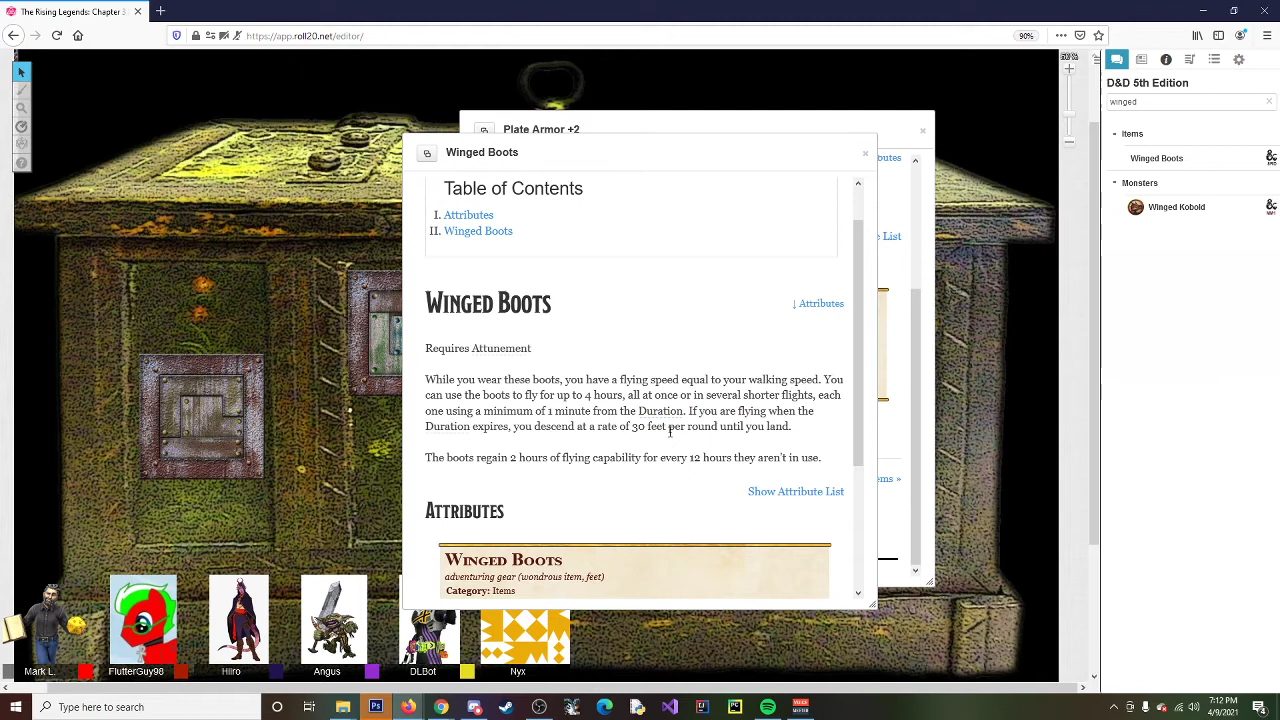 The Rising Legends: Chapter
https://app.roll20.net/editor/
90%
D&D 5th Edition
winged
Items
Winged Boots
Monsters
Winged Kobold
Plate Armor +2
Winged Boots
Table of Contents
I. Attributes
II. Winged Boots
Winged Boots
↓ Attributes
Requires Attunement
While you wear these boots, you have a flying speed equal to your walking speed. You
can use the boots to fly for up to 4 hours, all at once or in several shorter flights, each
one using a minimum of 1 minute from the Duration. If you are flying when the
Duration expires, you descend at a rate of 30 feet per round until you land.
The boots regain 2 hours of flying capability for every 12 hours they aren't in use.
Show Attribute List
Attributes
Winged Boots
adventuring gear (wondrous item, feet)
Category: Items
butes
List
ems »
Mark L.
FlutterGuy98
Hiiro
Angus
DLBot
Nyx
Type here to search
7:12 PM
4/9/2021